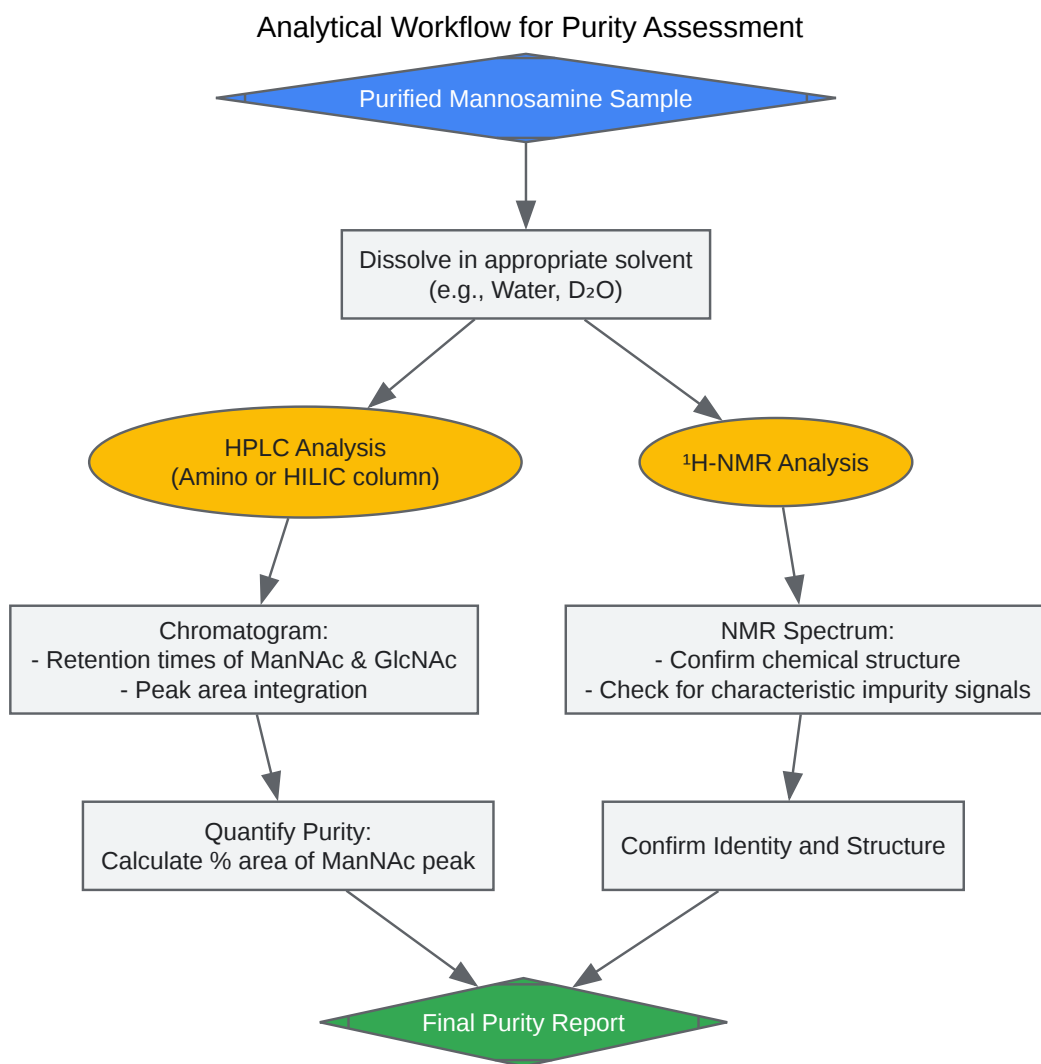 Analytical Workflow for Purity Assessment
Purified Mannosamine Sample
Dissolve in appropriate solvent
(e.g., Water, D₂O)
HPLC Analysis
(Amino or HILIC column)
¹H-NMR Analysis
Chromatogram:
- Retention times of ManNAc & GlcNAc
- Peak area integration
NMR Spectrum:
- Confirm chemical structure
- Check for characteristic impurity signals
Quantify Purity:
Calculate % area of ManNAc peak
Confirm Identity and Structure
Final Purity Report